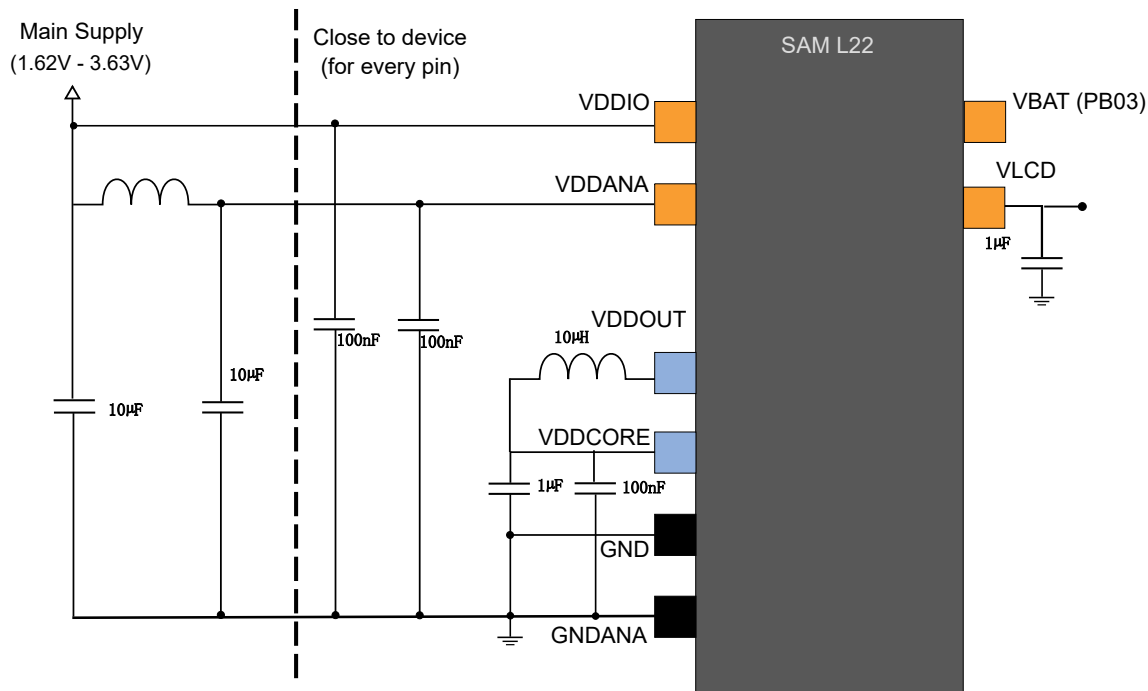 Main Supply
(1.62V - 3.63V)
Close to device
(for every pin)
SAM L22
VDDIO
VBAT (PB03)
VDDANA
VLCD
1µF
VDDOUT
100nF
100nF
10µH
10µF
10µF
VDDCORE
1µF
100nF
GND
GNDANA